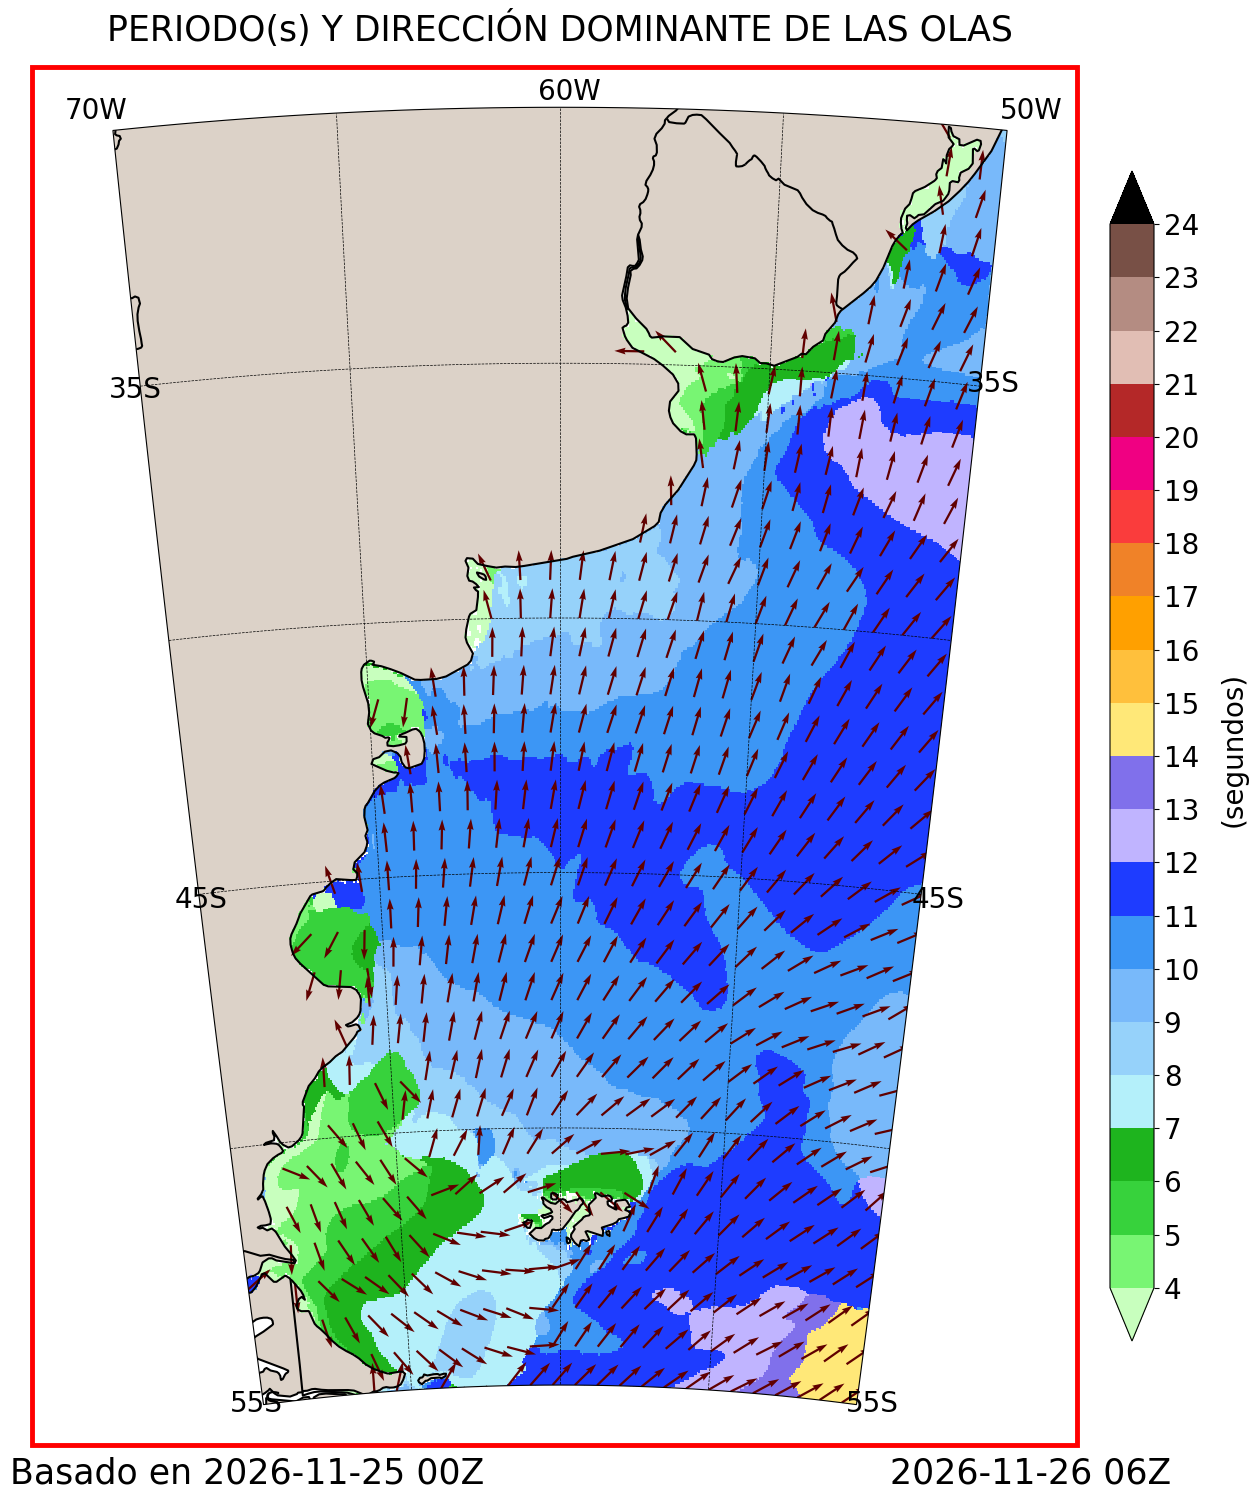 PERIODO(s) Y DIRECCIÓN DOMINANTE DE LAS OLAS
70W
60W
50W
35S
35S
45S
45S
55S
55S
24
23
22
21
20
19
18
17
16
15
14
13
12
11
10
9
8
7
6
5
4
(segundos)
Basado en 2026-11-25 00Z
2026-11-26 06Z